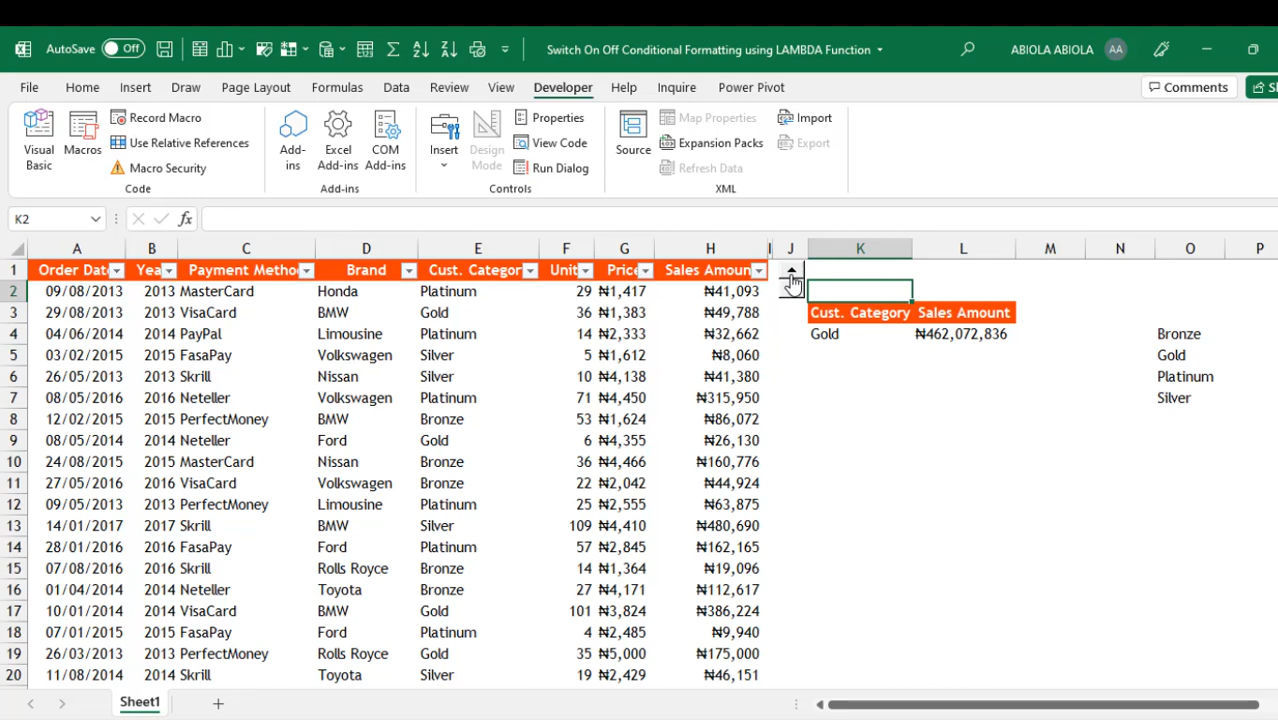 AutoSave Off Switch On Off Conditional Formatting using LAMBDA Function ABIOLA ABIOLA AA
File Home Insert Draw Page Layout Formulas Data Review View Developer Help Inquire Power Pivot Comments
Visual Basic Macros Record Macro Use Relative References Macro Security Code
Add-ins Excel Add-ins COM Add-ins Add-ins
Insert Design Mode Properties View Code Run Dialog Controls
Source Map Properties Expansion Packs Refresh Data Import Export XML
K2 fx
A B C D E F G H I J K L M N O P
1 Order Dat Yea Payment Metho Brand Cust. Categor Unit Price Sales Amoun
2 09/08/2013 2013 MasterCard Honda Platinum 29 ₦1,417 ₦41,093
3 29/08/2013 2013 VisaCard BMW Gold 36 ₦1,383 ₦49,788 Cust. Category Sales Amount
4 04/06/2014 2014 PayPal Limousine Platinum 14 ₦2,333 ₦32,662 Gold ₦462,072,836 Bronze
5 03/02/2015 2015 FasaPay Volkswagen Silver 5 ₦1,612 ₦8,060 Gold
6 26/05/2013 2013 Skrill Nissan Silver 10 ₦4,138 ₦41,380 Platinum
7 08/05/2016 2016 Neteller Volkswagen Platinum 71 ₦4,450 ₦315,950 Silver
8 12/02/2015 2015 PerfectMoney BMW Bronze 53 ₦1,624 ₦86,072
9 08/05/2014 2014 Neteller Ford Gold 6 ₦4,355 ₦26,130
10 24/08/2015 2015 MasterCard Nissan Bronze 36 ₦4,466 ₦160,776
11 27/05/2016 2016 VisaCard Volkswagen Bronze 22 ₦2,042 ₦44,924
12 09/05/2013 2013 PerfectMoney Limousine Platinum 25 ₦2,555 ₦63,875
13 14/01/2017 2017 Skrill BMW Silver 109 ₦4,410 ₦480,690
14 28/01/2016 2016 FasaPay Ford Platinum 57 ₦2,845 ₦162,165
15 07/08/2016 2016 Skrill Rolls Royce Bronze 14 ₦1,364 ₦19,096
16 01/04/2014 2014 Neteller Toyota Bronze 27 ₦4,171 ₦112,617
17 10/01/2014 2014 VisaCard BMW Gold 101 ₦3,824 ₦386,224
18 07/01/2015 2015 FasaPay Ford Platinum 4 ₦2,485 ₦9,940
19 26/03/2013 2013 PerfectMoney Rolls Royce Gold 35 ₦5,000 ₦175,000
20 11/08/2014 2014 Skrill Toyota Silver 19 ₦2,429 ₦46,151
Sheet1